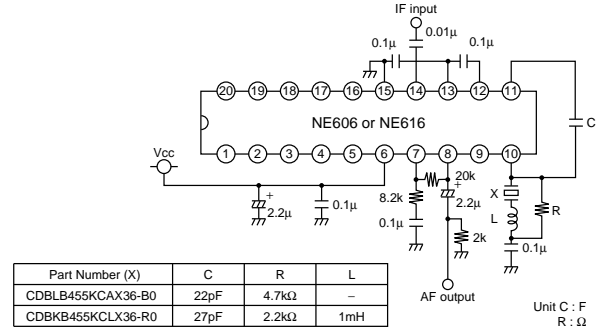 IF input
0.01μ
0.1μ
0.1μ
20 19 18 17 16 15 14 13 12 11
NE606 or NE616
C
1 2 3 4 5 6 7 8 9 10
Vcc
20k
X
+
2.2μ
0.1μ
8.2k
+
2.2μ
L
R
0.1μ
2k
0.1μ
AF output
Part Number (X) C R L
CDBLB455KCAX36-B0 22pF 4.7kΩ –
CDBKB455KCLX36-R0 27pF 2.2kΩ 1mH
Unit C : F
R : Ω